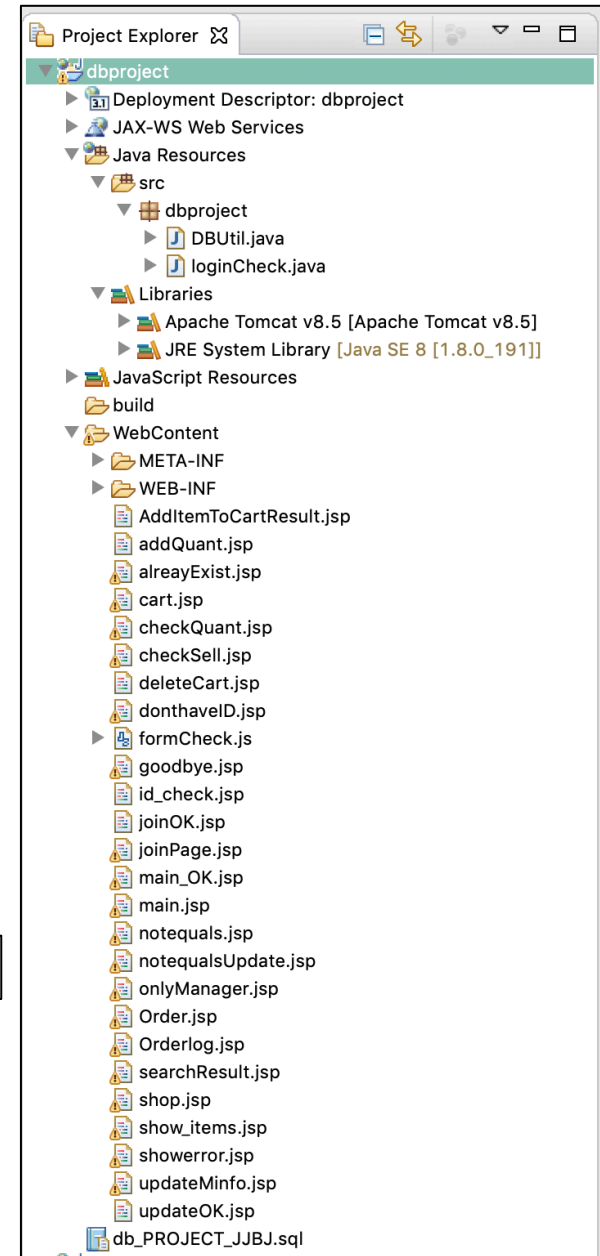 Project Explorer
dbproject
3.1 Deployment Descriptor: dbproject
JAX-WS Web Services
Java Resources
src
dbproject
J DBUtil.java
J loginCheck.java
Libraries
Apache Tomcat v8.5 [Apache Tomcat v8.5]
JRE System Library [Java SE 8 [1.8.0_191]]
JavaScript Resources
build
WebContent
META-INF
WEB-INF
AddItemToCartResult.jsp
addQuant.jsp
alreayExist.jsp
cart.jsp
checkQuant.jsp
checkSell.jsp
deleteCart.jsp
donthaveID.jsp
formCheck.js
goodbye.jsp
id_check.jsp
joinOK.jsp
joinPage.jsp
main_OK.jsp
main.jsp
notequals.jsp
notequalsUpdate.jsp
onlyManager.jsp
Order.jsp
Orderlog.jsp
searchResult.jsp
shop.jsp
show_items.jsp
showerror.jsp
updateMinfo.jsp
updateOK.jsp
db_PROJECT_JJBJ.sql